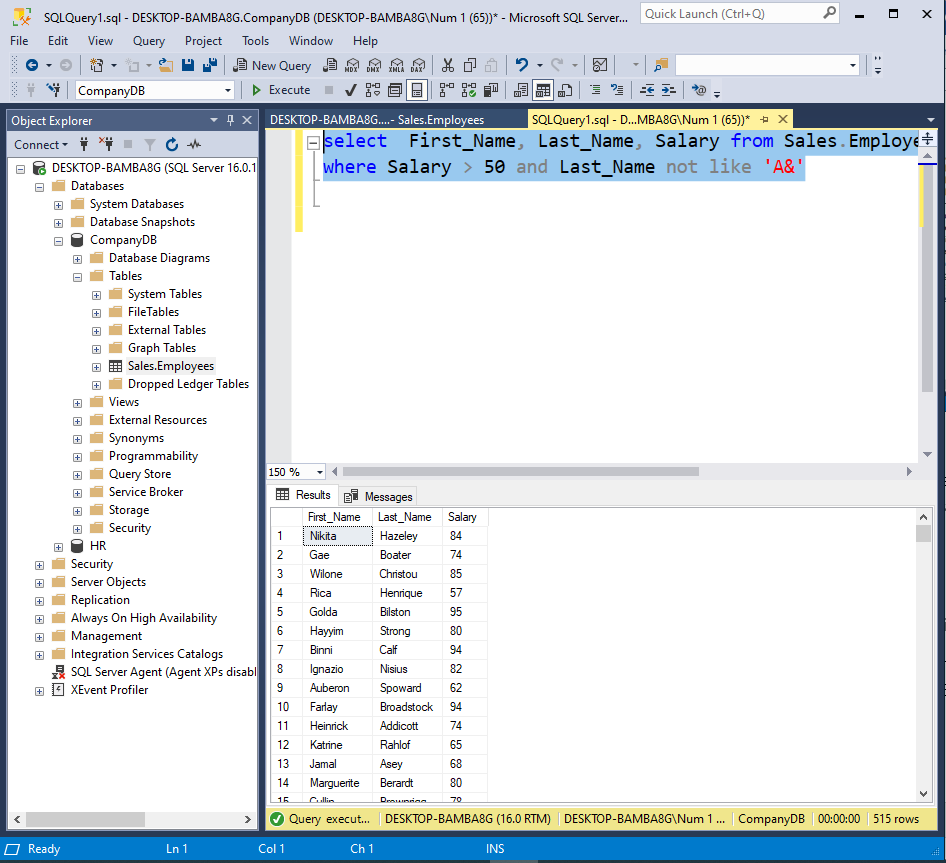 SQLQuery1.sql - DESKTOP-BAMBA8G.CompanyDB (DESKTOP-BAMBA8G\Num 1 (65))* - Microsoft SQL Server...
Quick Launch (Ctrl+Q)
File Edit View Query Project Tools Window Help
New Query MDX DMX XMLA DAX
CompanyDB Execute
Object Explorer
Connect
DESKTOP-BAMBA8G (SQL Server 16.0.1
Databases
System Databases
Database Snapshots
CompanyDB
Database Diagrams
Tables
System Tables
FileTables
External Tables
Graph Tables
Sales.Employees
Dropped Ledger Tables
Views
External Resources
Synonyms
Programmability
Query Store
Service Broker
Storage
Security
HR
Security
Server Objects
Replication
Always On High Availability
Management
Integration Services Catalogs
SQL Server Agent (Agent XPs disabl
XEvent Profiler
DESKTOP-BAMBA8G....- Sales.Employees
SQLQuery1.sql - D...MBA8G\Num 1 (65))*
select First_Name, Last_Name, Salary from Sales.Employe
where Salary > 50 and Last_Name not like 'A&'
150 %
Results Messages
First_Name Last_Name Salary
1 Nikita Hazeley 84
2 Gae Boater 74
3 Wilone Christou 85
4 Rica Henrique 57
5 Golda Bilston 95
6 Hayyim Strong 80
7 Binni Calf 94
8 Ignazio Nisius 82
9 Auberon Spoward 62
10 Farlay Broadstock 94
11 Heinrick Addicott 74
12 Katrine Rahlof 65
13 Jamal Asey 68
14 Marguerite Berardt 80
15 Cullin Brownrigg 78
Query execut... DESKTOP-BAMBA8G (16.0 RTM) DESKTOP-BAMBA8G\Num 1 ... CompanyDB 00:00:00 515 rows
Ready Ln 1 Col 1 Ch 1 INS